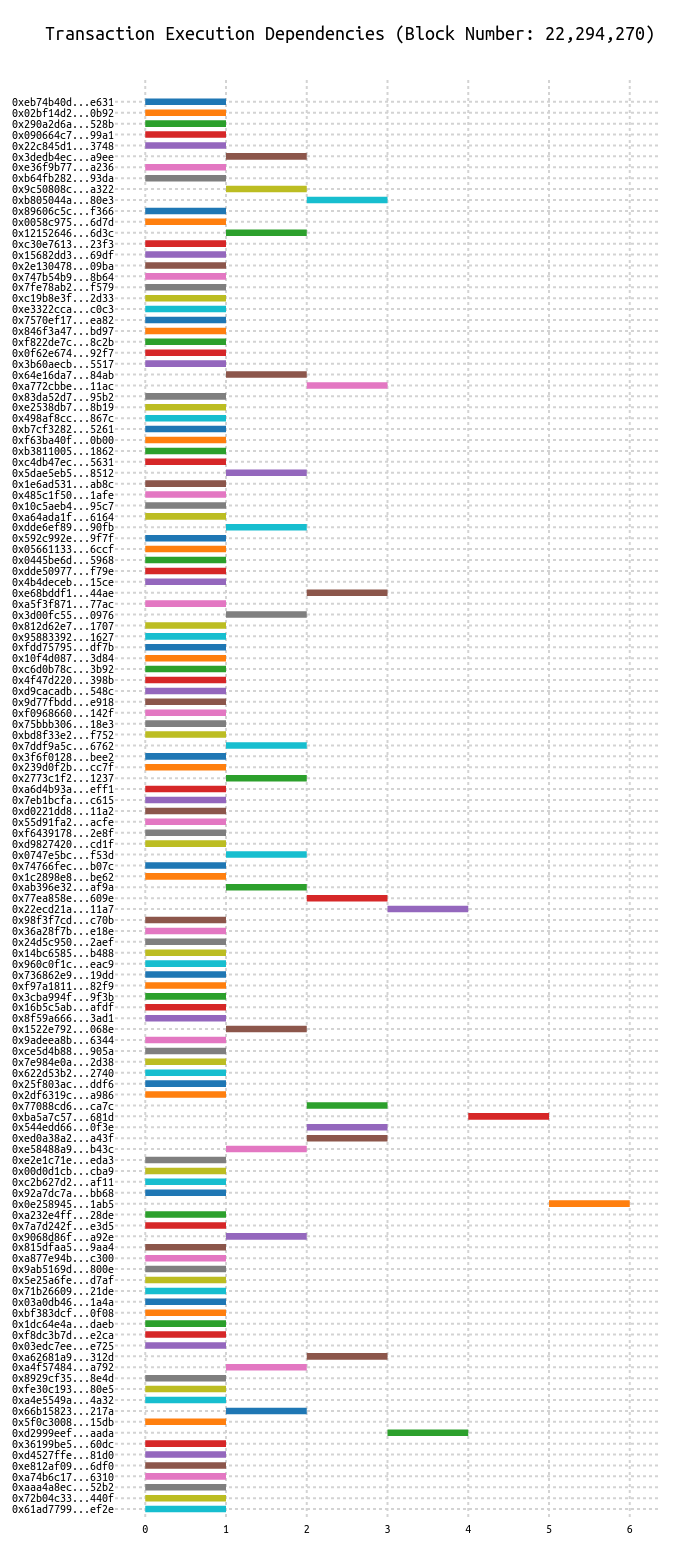 Transaction Execution Dependencies (Block Number: 22,294,270)
0xeb74b40d...e631
0x02bf14d2...0b92
0x290a2d6a...528b
0x090664c7...99a1
0x22c845d1...3748
0x3dedb4ec...a9ee
0xe36f9b77...a236
0xb64fb282...93da
0x9c50808c...a322
0xb805044a...80e3
0x89606c5c...f366
0x0058c975...6d7d
0x12152646...6d3c
0xc30e7613...23f3
0x15682dd3...69df
0x2e130478...09ba
0x747b54b9...8b64
0x7fe78ab2...f579
0xc19b8e3f...2d33
0xe3322cca...c0c3
0x7570ef17...ea82
0x846f3a47...bd97
0xf822de7c...8c2b
0x0f62e674...92f7
0x3b60aecb...5517
0x64e16da7...84ab
0xa772cbbe...11ac
0x83da52d7...95b2
0xe2538db7...8b19
0x498af8cc...867c
0xb7cf3282...5261
0xf63ba40f...0b00
0xb3811005...1862
0xc4db47ec...5631
0x5dae5eb5...8512
0x1e6ad531...ab8c
0x485c1f50...1afe
0x10c5aeb4...95c7
0xa64ada1f...6164
0xdde6ef89...90fb
0x592c992e...9f7f
0x05661133...6ccf
0x0445be6d...5968
0xdde50977...f79e
0x4b4deceb...15ce
0xe68bddf1...44ae
0xa5f3f871...77ac
0x3d00fc55...0976
0x812d62e7...1707
0x95883392...1627
0xfdd75795...df7b
0x10f4d087...3d84
0xc6d0b78c...3b92
0x4f47d220...398b
0xd9cacadb...548c
0x9d77fbdd...e918
0xf0968660...142f
0x75bbb306...18e3
0xbd8f33e2...f752
0x7ddf9a5c...6762
0x3f6f0128...bee2
0x239d0f2b...cc7f
0x2773c1f2...1237
0xa6d4b93a...eff1
0x7eb1bcfa...c615
0xd0221dd8...11a2
0x55d91fa2...acfe
0xf6439178...2e8f
0xd9827420...cd1f
0x0747e5bc...f53d
0x74766fec...b07c
0x1c2898e8...be62
0xab396e32...af9a
0x77ea858e...609e
0x22ecd21a...11a7
0x98f3f7cd...c70b
0x36a28f7b...e18e
0x24d5c950...2aef
0x14bc6585...b488
0x960c0f1c...eac9
0x736862e9...19dd
0xf97a1811...82f9
0x3cba994f...9f3b
0x16b5c5ab...afdf
0x8f59a666...3ad1
0x1522e792...068e
0x9adeea8b...6344
0xce5d4b88...905a
0x7e984e0a...2d38
0x622d53b2...2740
0x25f803ac...ddf6
0x2df6319c...a986
0x77088cd6...ca7c
0xba5a7c57...681d
0x544edd66...0f3e
0xed0a38a2...a43f
0xe58488a9...b43c
0xe2e1c71e...eda3
0x00d0d1cb...cba9
0xc2b627d2...af11
0x92a7dc7a...bb68
0x0e258945...1ab5
0xa232e4ff...28de
0x7a7d242f...e3d5
0x9068d86f...a92e
0x815dfaa5...9aa4
0xa877e94b...c300
0x9ab5169d...800e
0x5e25a6fe...d7af
0x71b26609...21de
0x03a0db46...1a4a
0xbf383dcf...0f08
0x1dc64e4a...daeb
0xf8dc3b7d...e2ca
0x03edc7ee...e725
0xa62681a9...312d
0xa4f57484...a792
0x8929cf35...8e4d
0xfe30c193...80e5
0xa4e5549a...4a32
0x66b15823...217a
0x5f0c3008...15db
0xd2999eef...aada
0x36199be5...60dc
0xd4527ffe...81d0
0xe812af09...6df0
0xa74b6c17...6310
0xaaa4a8ec...52b2
0x72b04c33...440f
0x61ad7799...ef2e
0 1 2 3 4 5 6